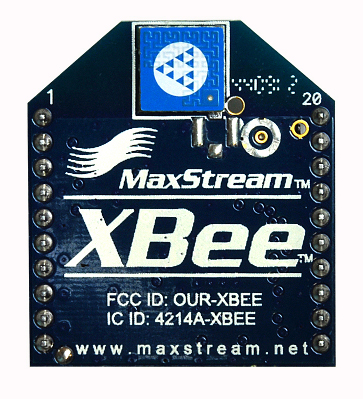 1
20
MaxStream™
XBee™
FCC ID: OUR-XBEE
IC ID: 4214A-XBEE
www.maxstream.net